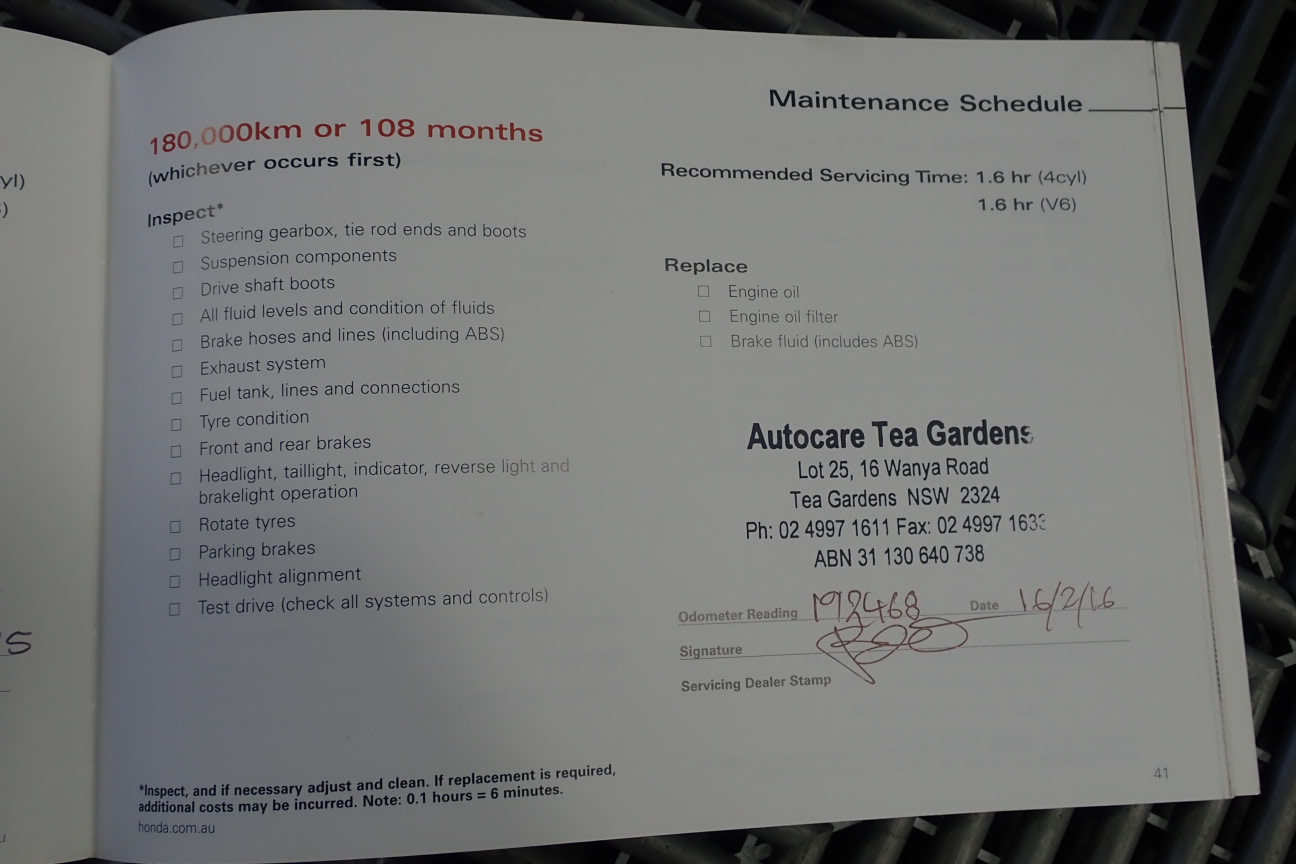 yl)
)
s
Maintenance Schedule
180,000km or 108 months
(whichever occurs first)
Inspect*
☐ Steering gearbox, tie rod ends and boots
☐ Suspension components
☐ Drive shaft boots
☐ All fluid levels and condition of fluids
☐ Brake hoses and lines (including ABS)
☐ Exhaust system
☐ Fuel tank, lines and connections
☐ Tyre condition
☐ Front and rear brakes
☐ Headlight, taillight, indicator, reverse light and
brakelight operation
☐ Rotate tyres
☐ Parking brakes
☐ Headlight alignment
☐ Test drive (check all systems and controls)
*Inspect, and if necessary adjust and clean. If replacement is required,
additional costs may be incurred. Note: 0.1 hours = 6 minutes.
honda.com.au
Recommended Servicing Time: 1.6 hr (4cyl)
1.6 hr (V6)
Replace
☐ Engine oil
☐ Engine oil filter
☐ Brake fluid (includes ABS)
Autocare Tea Gardens
Lot 25, 16 Wanya Road
Tea Gardens NSW 2324
Ph: 02 4997 1611 Fax: 02 4997 1633
ABN 31 130 640 738
Odometer Reading 192468 Date 16/2/16
Signature
Servicing Dealer Stamp
41